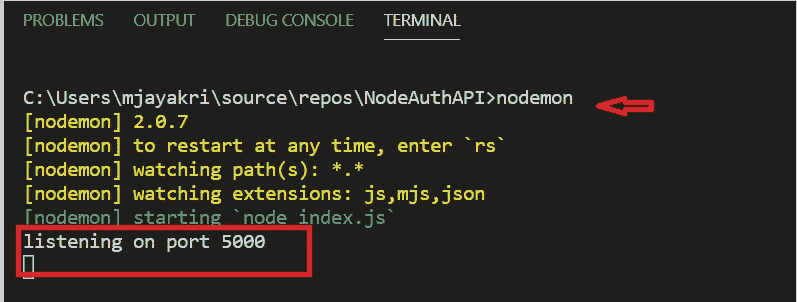 PROBLEMS OUTPUT DEBUG CONSOLE TERMINAL
C:\Users\mjayakri\source\repos\NodeAuthAPI>nodemon
[nodemon] 2.0.7
[nodemon] to restart at any time, enter `rs`
[nodemon] watching path(s): *.*
[nodemon] watching extensions: js,mjs,json
[nodemon] starting `node index.js`
listening on port 5000